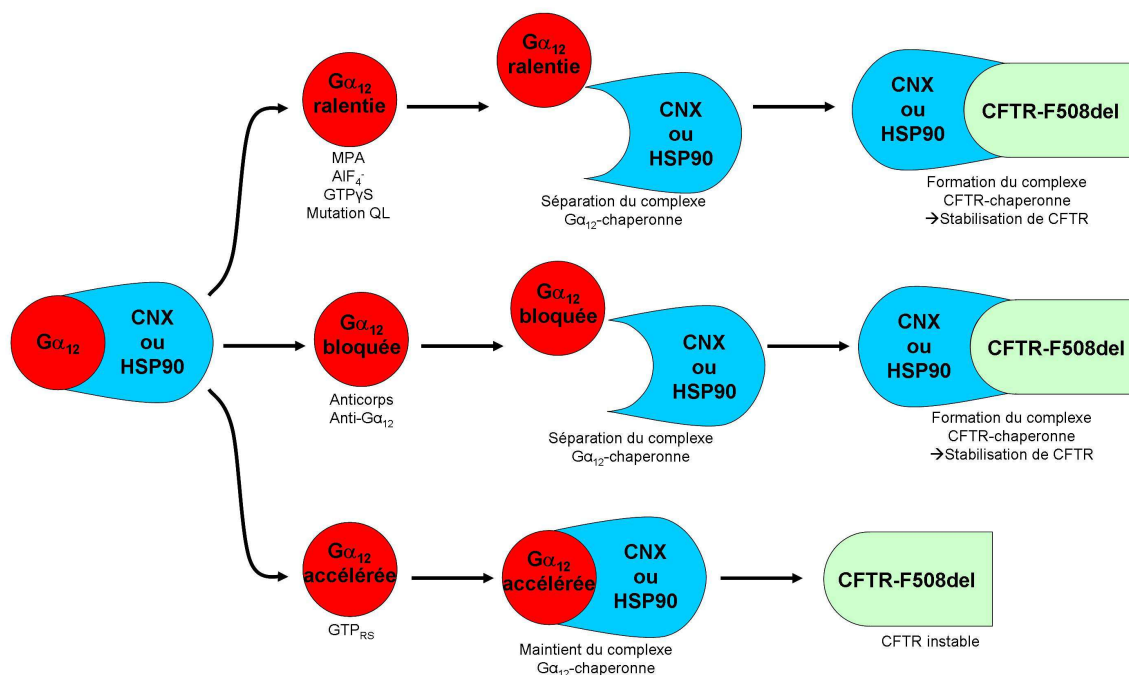 Gα₁₂
CNX
ou
HSP90
Gα₁₂
ralentie
MPA
AlF₄⁻
GTPγS
Mutation QL
Gα₁₂
ralentie
CNX
ou
HSP90
Séparation du complexe
Gα₁₂-chaperonne
CNX
ou
HSP90
CFTR-F508del
Formation du complexe
CFTR-chaperonne
→Stabilisation de CFTR
Gα₁₂
bloquée
Anticorps
Anti-Gα₁₂
Gα₁₂
bloquée
CNX
ou
HSP90
Séparation du complexe
Gα₁₂-chaperonne
CNX
ou
HSP90
CFTR-F508del
Formation du complexe
CFTR-chaperonne
→Stabilisation de CFTR
Gα₁₂
accélérée
GTP_RS
Gα₁₂
accélérée
CNX
ou
HSP90
Maintient du complexe
Gα₁₂-chaperonne
CFTR-F508del
CFTR instable